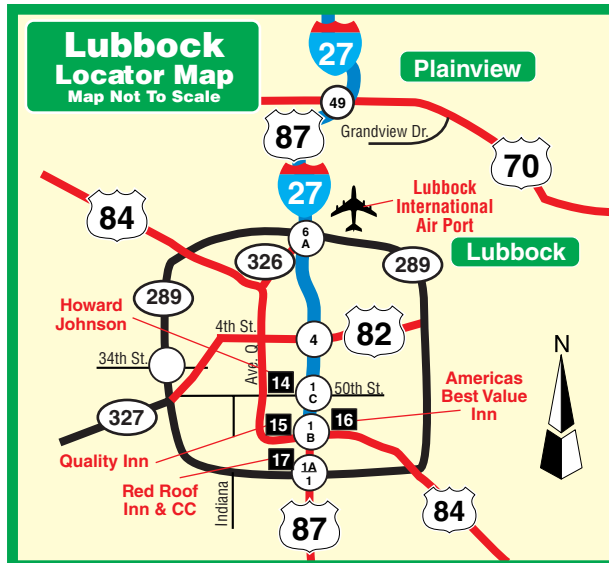 Lubbock
Locator Map
Map Not To Scale
27
Plainview
49
87
Grandview Dr.
70
27
84
Lubbock
International
Air Port
6
A
326
289
Lubbock
289
Howard
Johnson
4th St.
Ave. Q
4
82
34th St.
14
1
C
50th St.
Americas
Best Value
Inn
N
327
15
1
B
16
Quality Inn
17
1A
1
Red Roof
Inn & CC
Indiana
87
84